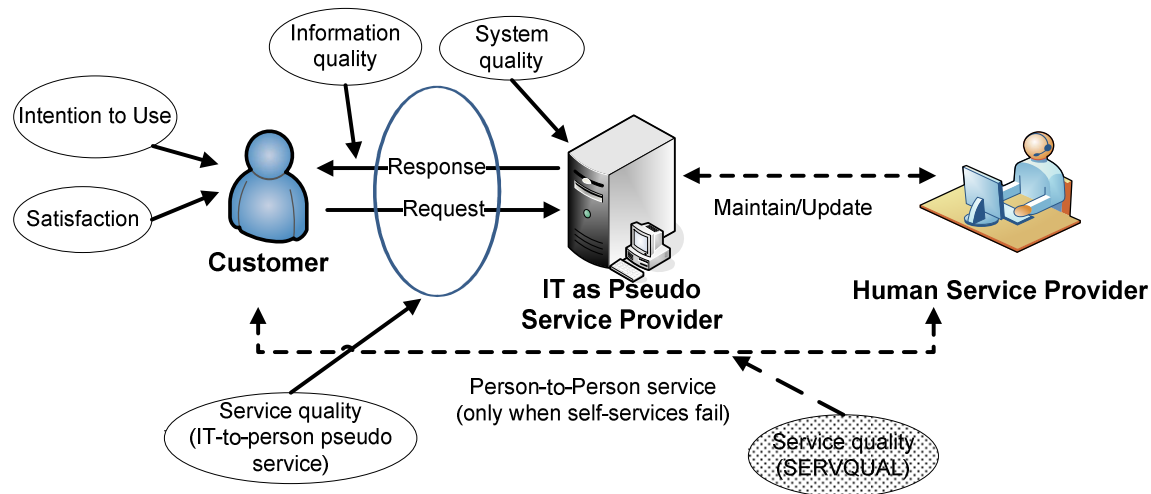 Information
quality
System
quality
Intention to Use
Satisfaction
Response
Request
Maintain/Update
Customer
IT as Pseudo
Service Provider
Human Service Provider
Person-to-Person service
(only when self-services fail)
Service quality
(IT-to-person pseudo
service)
Service quality
(SERVQUAL)